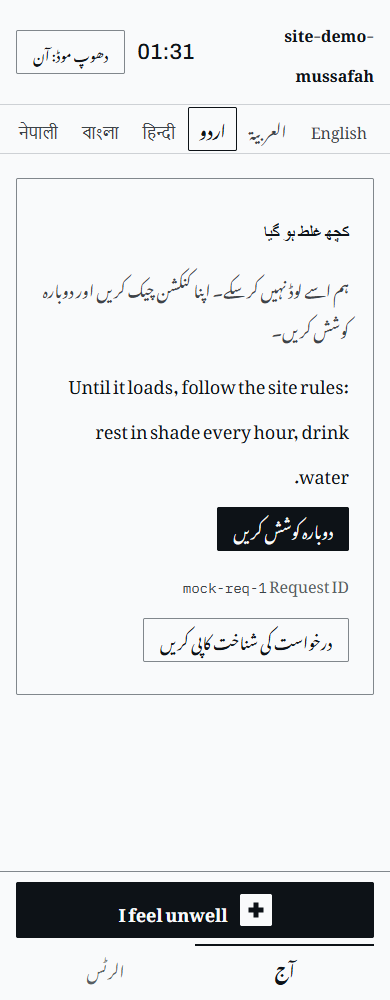 site-demo-
mussafah
01:31
دھوپ موڈ: آن
English
العربية
اردو
हिन्दी
বাংলা
नेपाली
کچھ غلط ہو گیا
ہم اسے لوڈ نہیں کر سکے۔ اپنا کنکشن چیک کریں اور دوبارہ
کوشش کریں۔
Until it loads, follow the site rules:
rest in shade every hour, drink
water.
دوبارہ کوشش کریں
Request ID mock-req-1
درخواست کی شناخت کاپی کریں
I feel unwell
آج
الرٹس